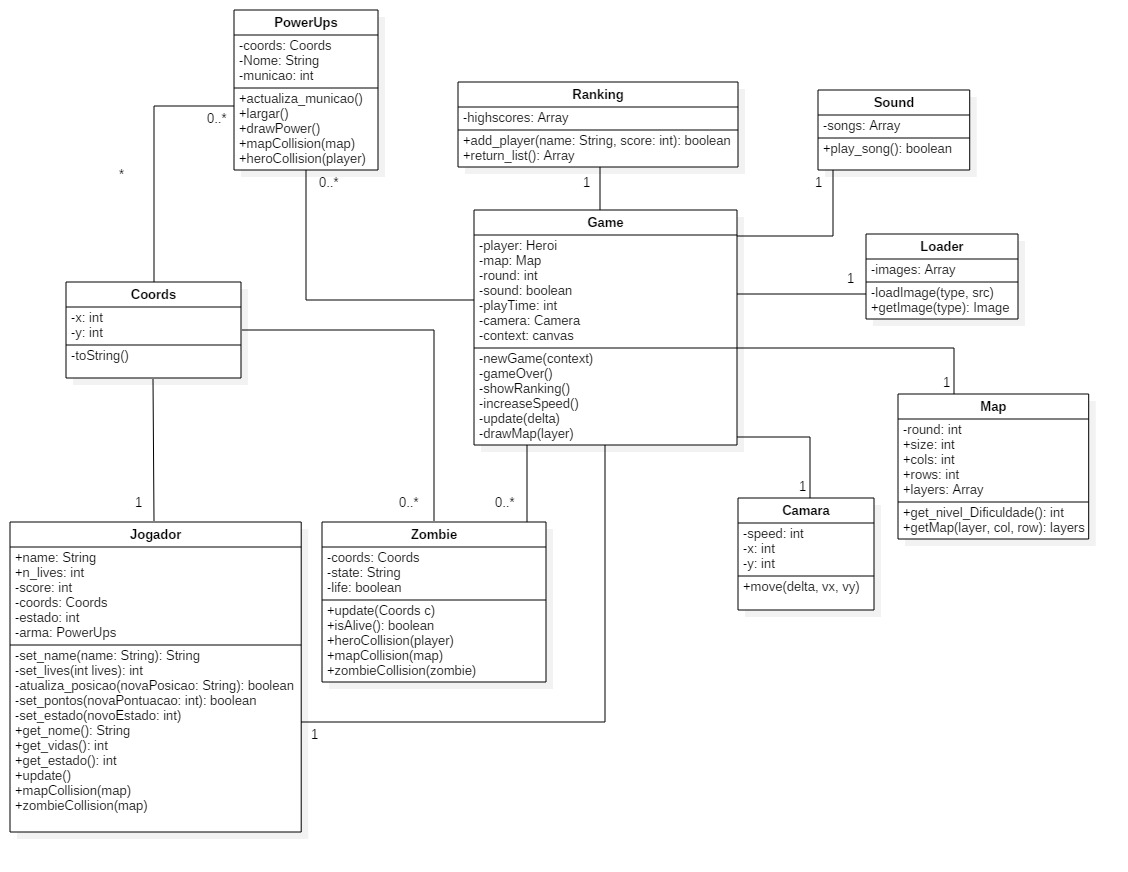 PowerUps
-coords: Coords
-Nome: String
-municao: int
+actualiza_municao()
+largar()
+drawPower()
+mapCollision(map)
+heroCollision(player)
0..*
*
0..*
Ranking
-highscores: Array
+add_player(name: String, score: int): boolean
+return_list(): Array
1
Sound
-songs: Array
+play_song(): boolean
1
Game
-player: Heroi
-map: Map
-round: int
-sound: boolean
-playTime: int
-camera: Camera
-context: canvas
-newGame(context)
-gameOver()
-showRanking()
-increaseSpeed()
-update(delta)
-drawMap(layer)
Loader
-images: Array
-loadImage(type, src)
+getImage(type): Image
1
Coords
-x: int
-y: int
-toString()
1
Map
-round: int
+size: int
+cols: int
+rows: int
+layers: Array
+get_nivel_Dificuldade(): int
+getMap(layer, col, row): layers
1
0..*
0..*
1
Camara
-speed: int
-x: int
-y: int
+move(delta, vx, vy)
Jogador
+name: String
+n_lives: int
-score: int
-coords: Coords
-estado: int
-arma: PowerUps
-set_name(name: String): String
-set_lives(int lives): int
-atualiza_posicao(novaPosicao: String): boolean
-set_pontos(novaPontuacao: int): boolean
-set_estado(novoEstado: int)
+get_nome(): String
+get_vidas(): int
+get_estado(): int
+update()
+mapCollision(map)
+zombieCollision(map)
Zombie
-coords: Coords
-state: String
-life: boolean
+update(Coords c)
+isAlive(): boolean
+heroCollision(player)
+mapCollision(map)
+zombieCollision(zombie)
1